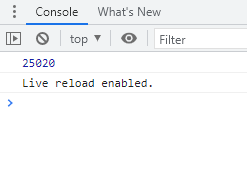 Console What's New
top Filter
25020
Live reload enabled.